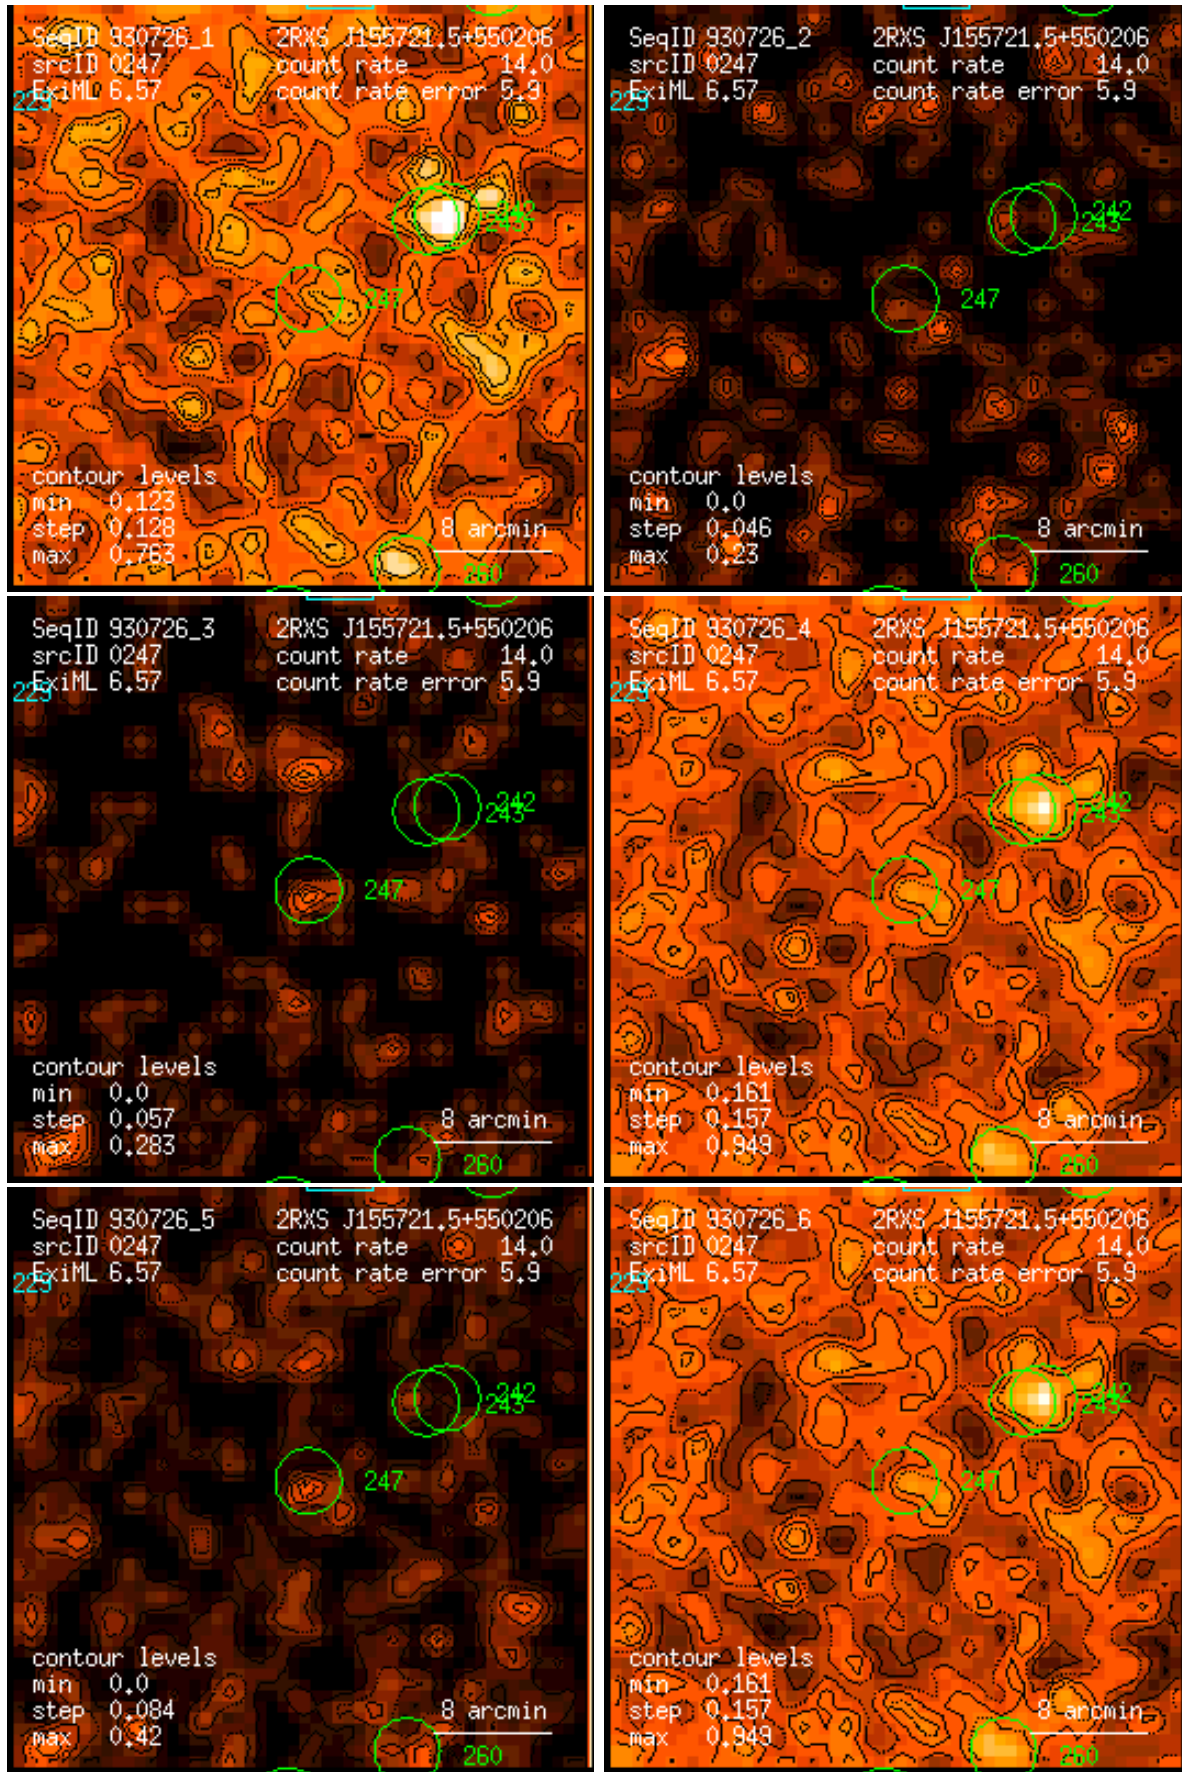 SeqID 930726_1 2RXS J155721.5+550206
srcID 0247 count rate 14.0
ExiML 6.57 count rate error 5.9
229
242
243
247
contour levels
min 0.123
step 0.128
max 0.763
8 arcmin
260
SeqID 930726_2 2RXS J155721.5+550206
srcID 0247 count rate 14.0
ExiML 6.57 count rate error 5.9
229
242
243
247
contour levels
min 0.0
step 0.046
max 0.23
8 arcmin
260
SeqID 930726_3 2RXS J155721.5+550206
srcID 0247 count rate 14.0
ExiML 6.57 count rate error 5.9
229
242
243
247
contour levels
min 0.0
step 0.057
max 0.283
8 arcmin
260
SeqID 930726_4 2RXS J155721.5+550206
srcID 0247 count rate 14.0
ExiML 6.57 count rate error 5.9
229
242
243
247
contour levels
min 0.161
step 0.157
max 0.949
8 arcmin
260
SeqID 930726_5 2RXS J155721.5+550206
srcID 0247 count rate 14.0
ExiML 6.57 count rate error 5.9
229
242
243
247
contour levels
min 0.0
step 0.084
max 0.42
8 arcmin
260
SeqID 930726_6 2RXS J155721.5+550206
srcID 0247 count rate 14.0
ExiML 6.57 count rate error 5.9
229
242
243
247
contour levels
min 0.161
step 0.157
max 0.949
8 arcmin
260